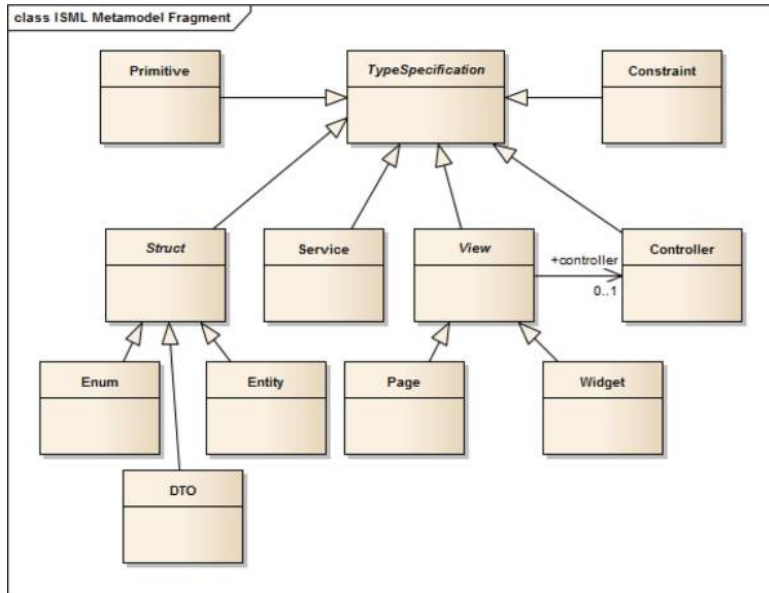 class ISML Metamodel Fragment
Primitive
TypeSpecification
Constraint
Struct
Service
View
+controller
0..1
Controller
Enum
Entity
Page
Widget
DTO